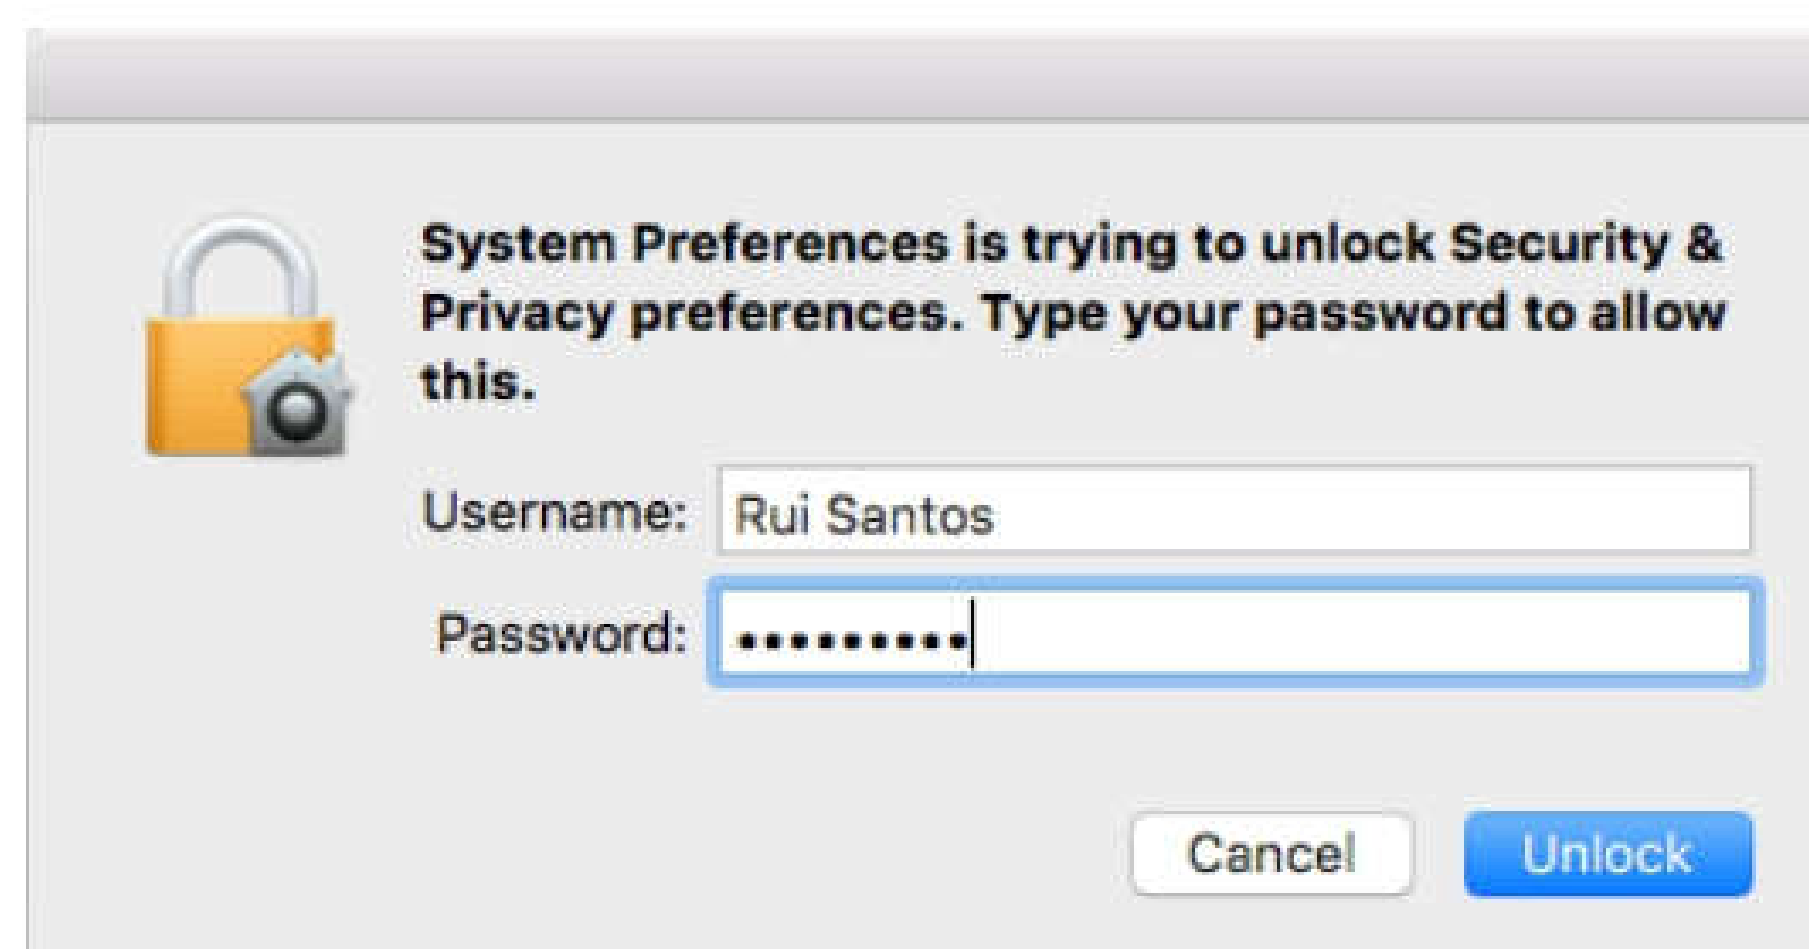 System Preferences is trying to unlock Security &
Privacy preferences. Type your password to allow
this.
Username: Rui Santos
Password: •••••••••
Cancel Unlock